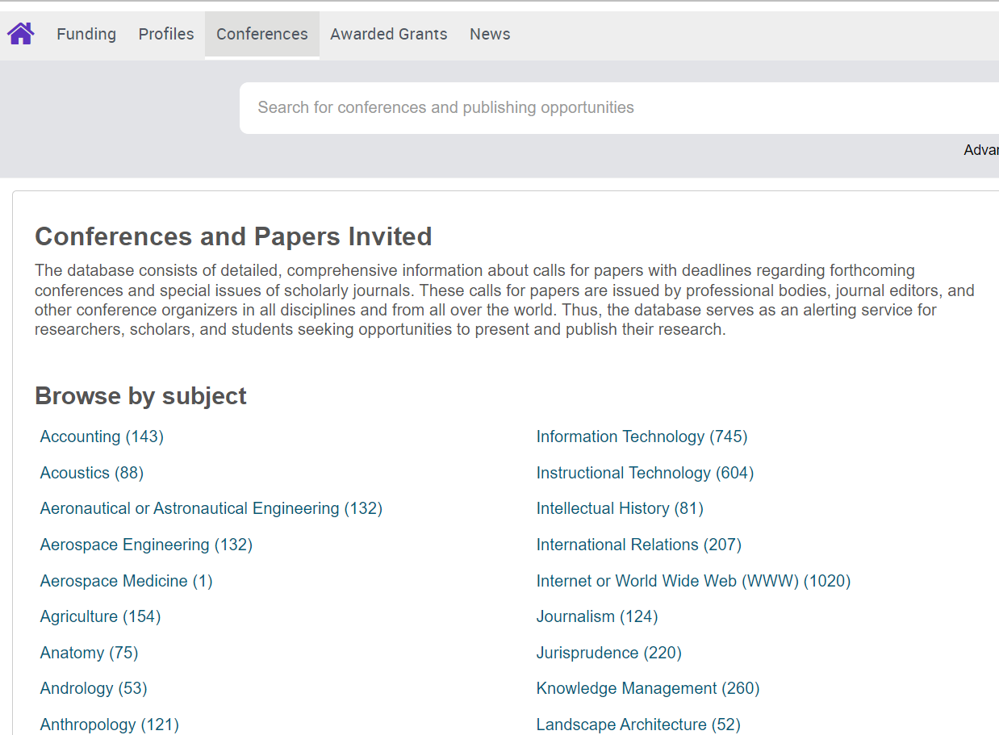 Funding Profiles Conferences Awarded Grants News
Search for conferences and publishing opportunities
Conferences and Papers Invited
The database consists of detailed, comprehensive information about calls for papers with deadlines regarding forthcoming
conferences and special issues of scholarly journals. These calls for papers are issued by professional bodies, journal editors, and
other conference organizers in all disciplines and from all over the world. Thus, the database serves as an alerting service for
researchers, scholars, and students seeking opportunities to present and publish their research.
Browse by subject
Accounting (143)
Acoustics (88)
Aeronautical or Astronautical Engineering (132)
Aerospace Engineering (132)
Aerospace Medicine (1)
Agriculture (154)
Anatomy (75)
Andrology (53)
Anthropology (121)
Information Technology (745)
Instructional Technology (604)
Intellectual History (81)
International Relations (207)
Internet or World Wide Web (WWW) (1020)
Journalism (124)
Jurisprudence (220)
Knowledge Management (260)
Landscape Architecture (52)